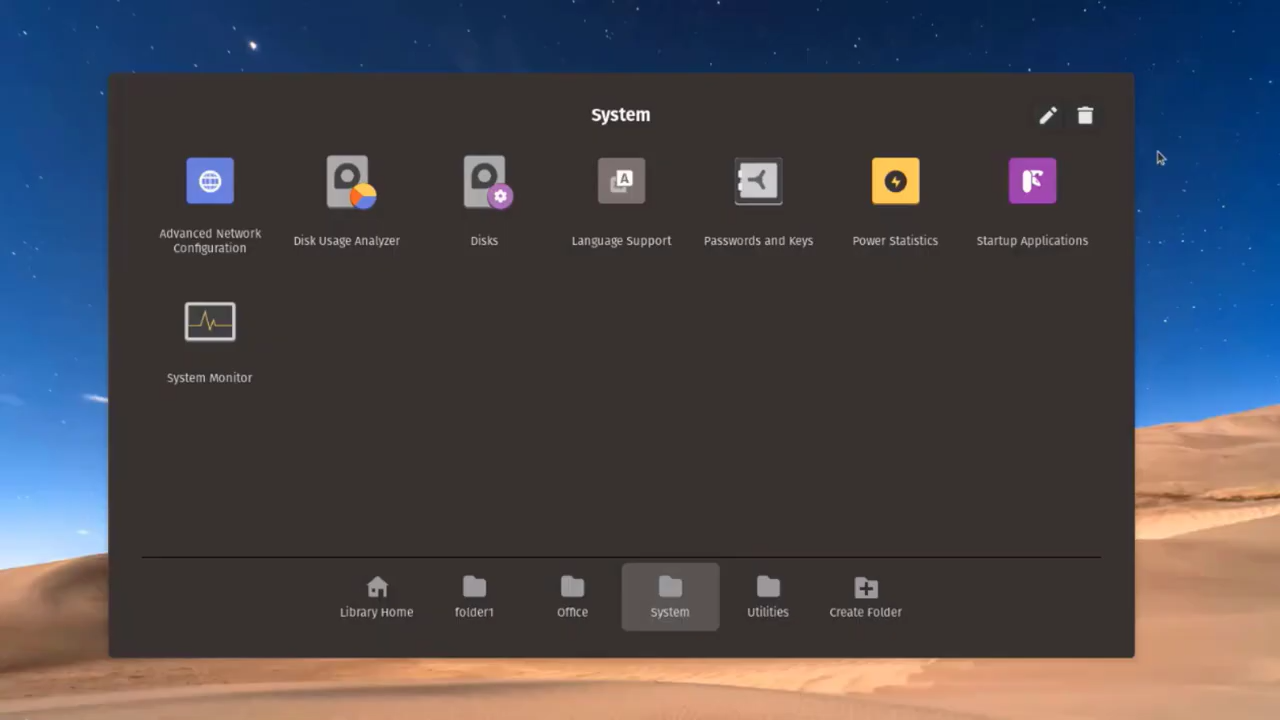 System
Advanced Network
Configuration
Disk Usage Analyzer
Disks
A
Language Support
Passwords and Keys
Power Statistics
Startup Applications
System Monitor
Library Home
folder1
Office
System
Utilities
Create Folder